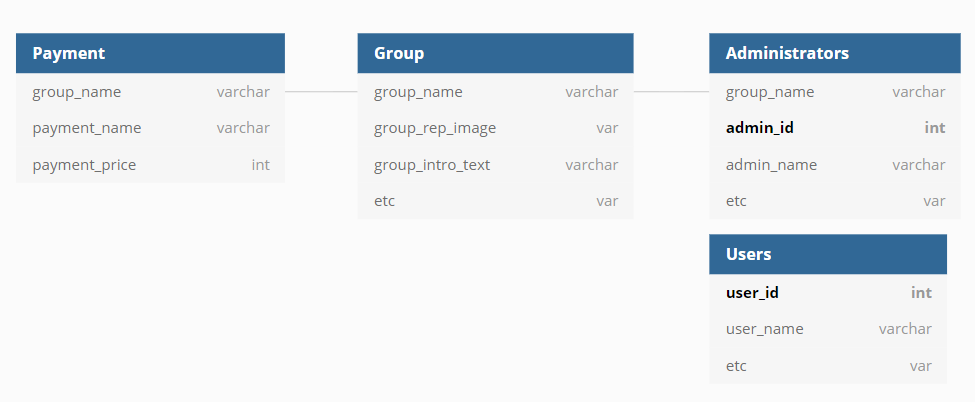 Payment
group_name varchar
payment_name varchar
payment_price int
Group
group_name varchar
group_rep_image var
group_intro_text varchar
etc var
Administrators
group_name varchar
admin_id int
admin_name varchar
etc var
Users
user_id int
user_name varchar
etc var